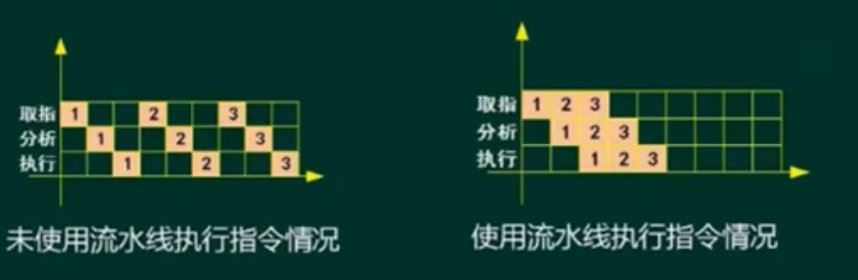 取指 1 2 3
分析 1 2 3
执行 1 2 3
未使用流水线执行指令情况
取指 1 2 3
分析 1 2 3
执行 1 2 3
使用流水线执行指令情况